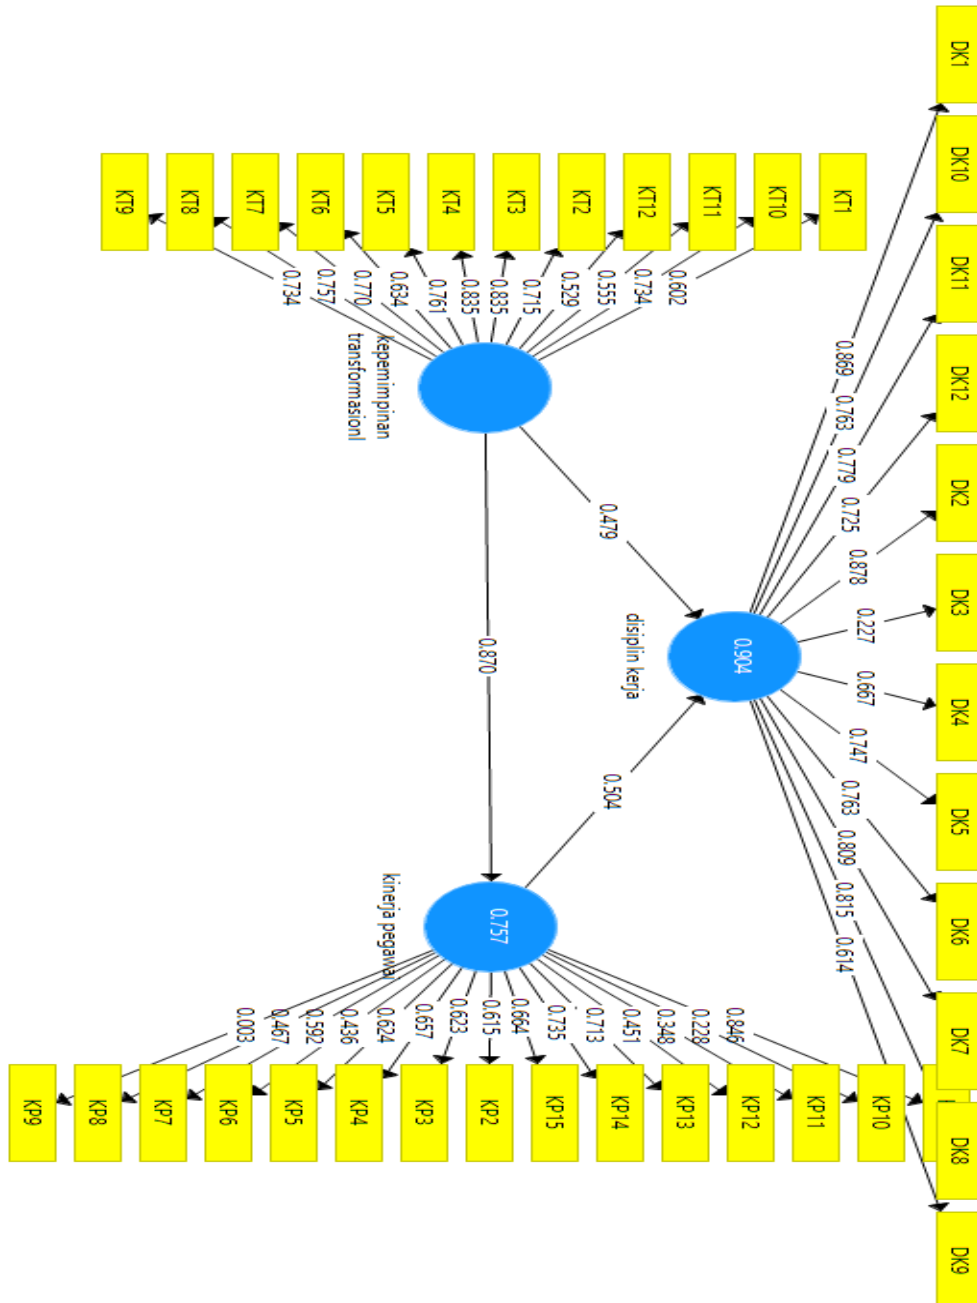 DK1
DK10
DK11
DK12
DK2
DK3
DK4
DK5
DK6
DK7
DK8
DK9
0.869
0.763
0.779
0.725
0.878
0.227
0.667
0.747
0.763
0.809
0.815
0.614
KT1
KT10
KT11
KT12
KT2
KT3
KT4
KT5
KT6
KT7
KT8
KT9
0.602
0.734
0.555
0.529
0.715
0.835
0.835
0.761
0.634
0.770
0.757
0.734
0.904
disiplin kerja
0.479
0.504
kepemimpinan
transformasionl
0.870
0.757
kinerja pegawai
0.846
0.228
0.348
0.451
0.713
0.735
0.664
0.615
0.623
0.657
0.624
0.436
0.592
0.467
0.003
KP10
KP11
KP12
KP13
KP14
KP15
KP2
KP3
KP4
KP5
KP6
KP7
KP8
KP9